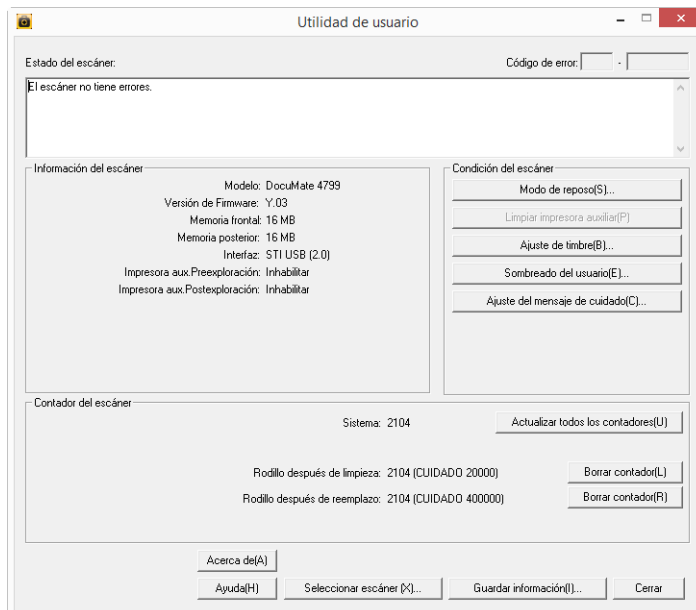 Utilidad de usuario
Estado del escáner:
Código de error:
-
El escáner no tiene errores.
Información del escáner
Modelo: DocuMate 4799
Versión de Firmware: Y.03
Memoria frontal: 16 MB
Memoria posterior: 16 MB
Interfaz: STI USB (2.0)
Impresora aux.Preexploración: Inhabilitar
Impresora aux.Postexploración: Inhabilitar
Condición del escáner
Modo de reposo(S)...
Limpiar impresora auxiliar(P)
Ajuste de timbre(B)...
Sombreado del usuario(E)...
Ajuste del mensaje de cuidado(C)...
Contador del escáner
Sistema: 2104
Actualizar todos los contadores(U)
Rodillo después de limpieza: 2104 (CUIDADO 20000)
Borrar contador(L)
Rodillo después de reemplazo: 2104 (CUIDADO 400000)
Borrar contador(R)
Acerca de(A)
Ayuda(H)
Seleccionar escáner (X)...
Guardar información(I)...
Cerrar